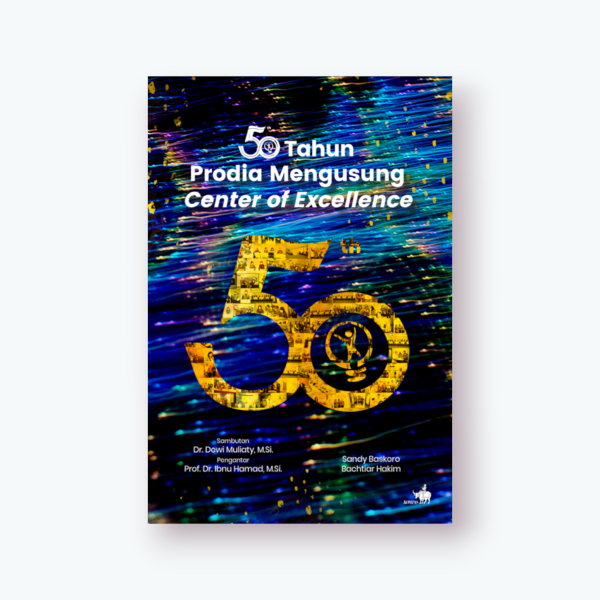 50 Tahun
Prodia Mengusung
Center of Excellence
50 th
Sambutan
Dr. Dewi Muliaty, M.Si.
Pengantar
Prof. Dr. Ibnu Hamad, M.Si.
Sandy Baskoro
Bachtiar Hakim